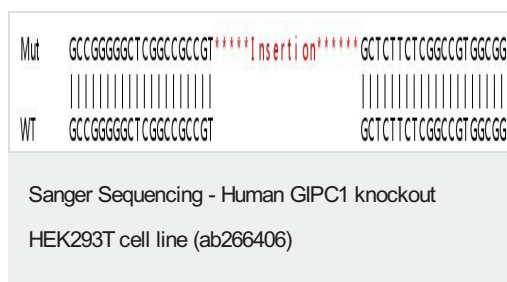 Mut GCCGGGGGCTCGGCCGCCGT*****Insertion******GCTCTTCTCGGCCGTGGCGG
||||||||||||||||||||                    ||||||||||||||||||||
WT GCCGGGGGCTCGGCCGCCGT GCTCTTCTCGGCCGTGGCGG
Sanger Sequencing - Human GIPC1 knockout
HEK293T cell line (ab266406)